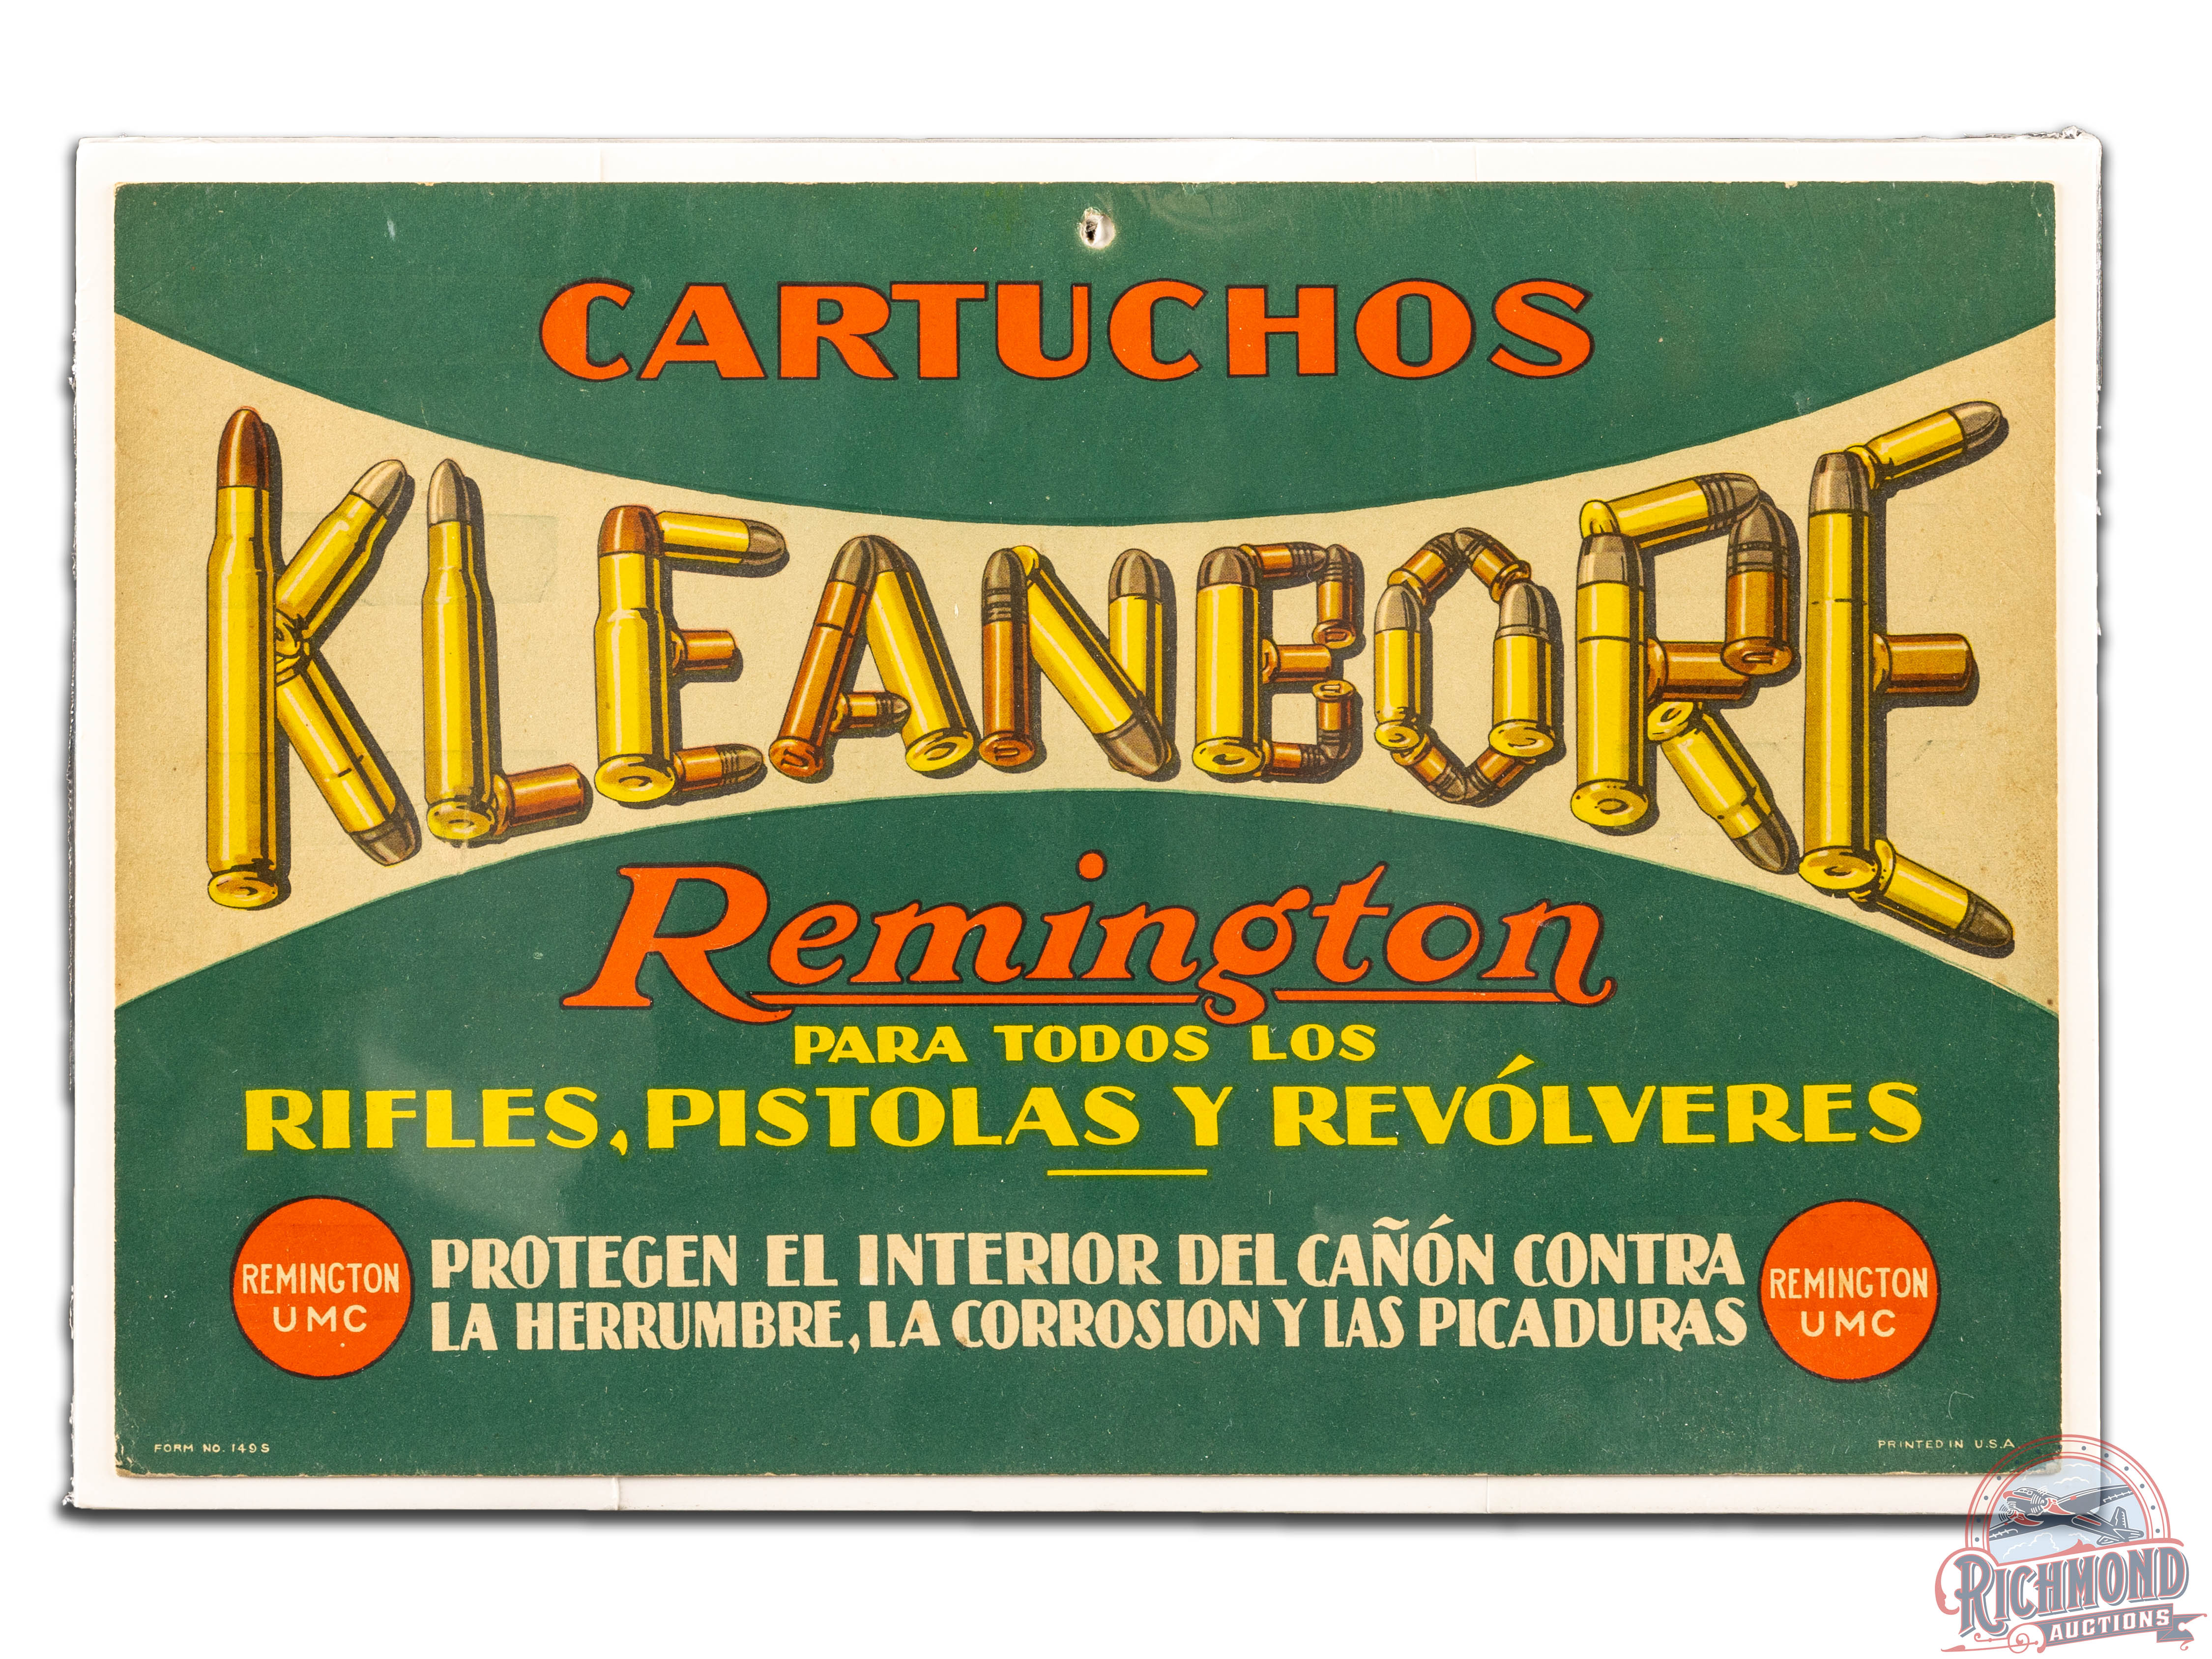 CARTUCHOS
KLEANBORE
Remington
PARA TODOS LOS
RIFLES, PISTOLAS Y REVÓLVERES
REMINGTON
UMC
PROTEGEN EL INTERIOR DEL CAÑÓN CONTRA
LA HERRUMBRE, LA CORROSION Y LAS PICADURAS
REMINGTON
UMC
FORM NO. 149 S
PRINTED IN U.S.A
RICHMOND
AUCTIONS